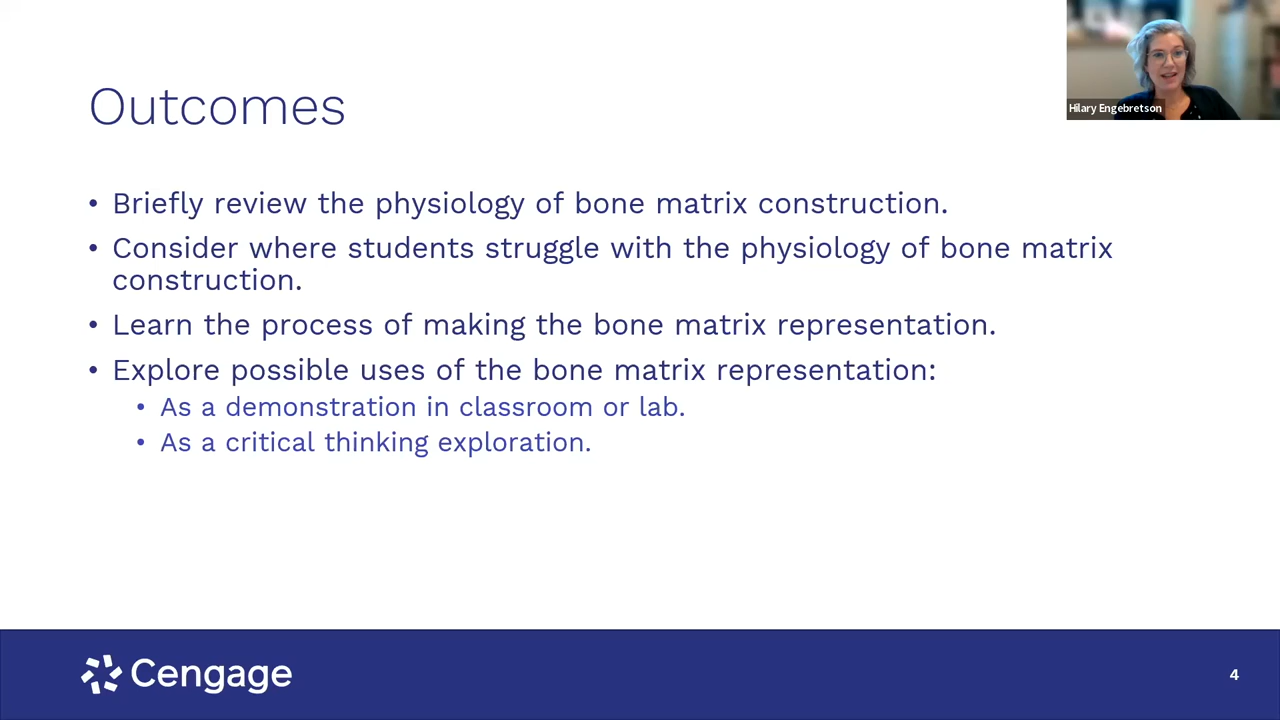 Outcomes
Hilary Engebretson
• Briefly review the physiology of bone matrix construction.
• Consider where students struggle with the physiology of bone matrix
construction.
• Learn the process of making the bone matrix representation.
• Explore possible uses of the bone matrix representation:
• As a demonstration in classroom or lab.
• As a critical thinking exploration.
Cengage
4